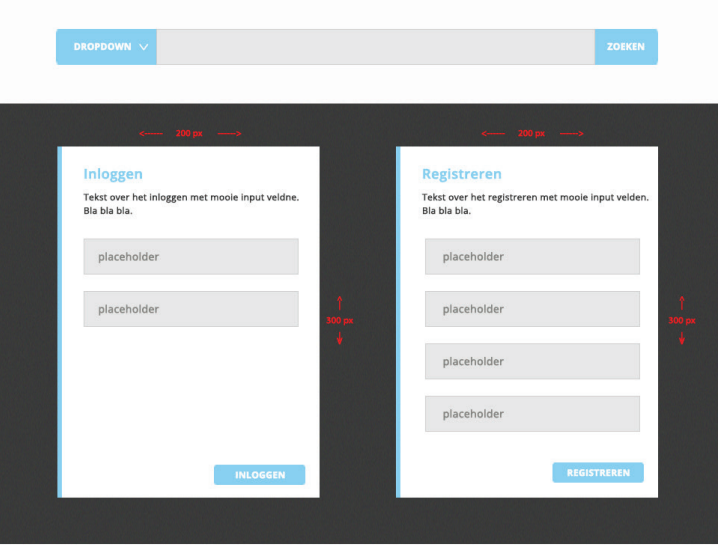 DROPDOWN
ZOEKEN
200 px
200 px
Inloggen
Tekst over het inloggen met mooie input veldne.
Bla bla bla.
placeholder
placeholder
300 px
INLOGGEN
Registreren
Tekst over het registreren met mooie input velden.
Bla bla bla.
placeholder
placeholder
placeholder
placeholder
300 px
REGISTREREN